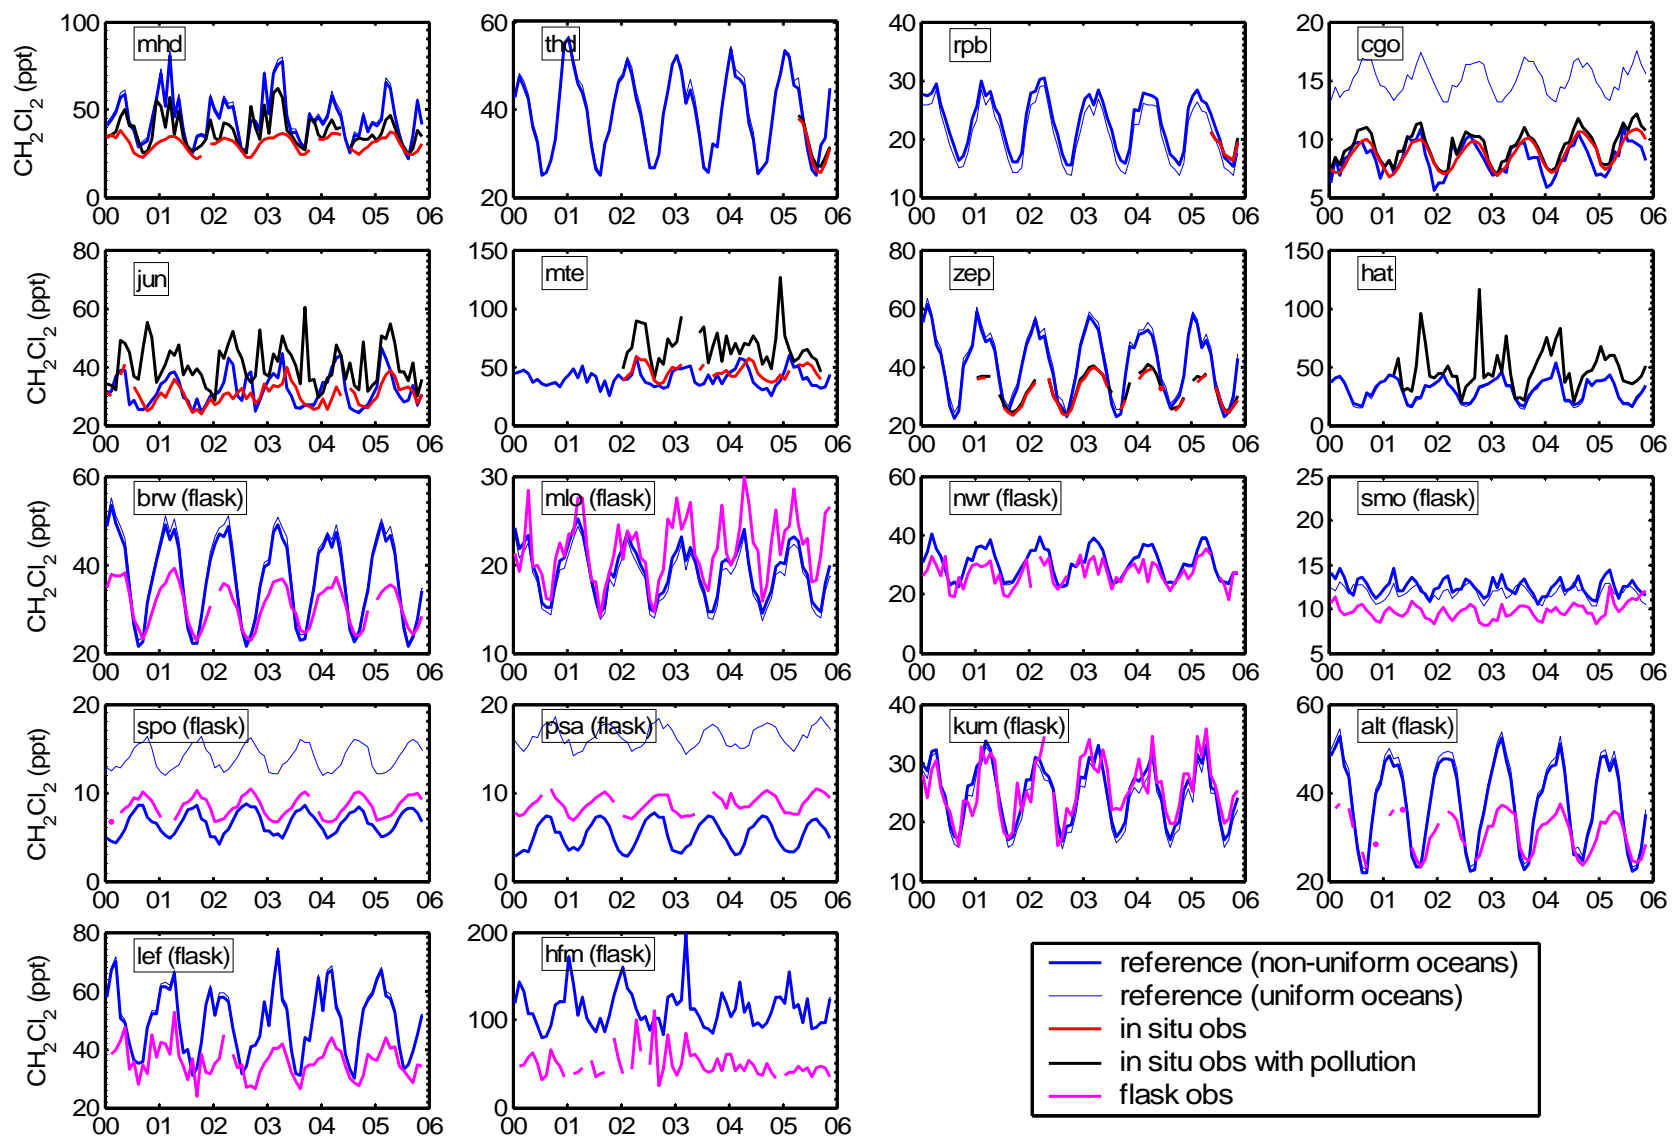 CH2Cl2 (ppt)
100
50
0
mhd
00 01 02 03 04 05 06
60
40
20
thd
00 01 02 03 04 05 06
40
30
20
10
rpb
00 01 02 03 04 05 06
20
15
10
5
cgo
00 01 02 03 04 05 06
CH2Cl2 (ppt)
80
60
40
20
jun
00 01 02 03 04 05 06
150
100
50
0
mte
00 01 02 03 04 05 06
80
60
40
20
zep
00 01 02 03 04 05 06
150
100
50
0
hat
00 01 02 03 04 05 06
CH2Cl2 (ppt)
60
40
20
brw (flask)
00 01 02 03 04 05 06
30
20
10
mlo (flask)
00 01 02 03 04 05 06
60
40
20
0
nwr (flask)
00 01 02 03 04 05 06
25
20
15
10
5
smo (flask)
00 01 02 03 04 05 06
CH2Cl2 (ppt)
20
10
0
spo (flask)
00 01 02 03 04 05 06
20
10
0
psa (flask)
00 01 02 03 04 05 06
40
30
20
10
kum (flask)
00 01 02 03 04 05 06
60
40
20
alt (flask)
00 01 02 03 04 05 06
CH2Cl2 (ppt)
80
60
40
20
lef (flask)
00 01 02 03 04 05 06
200
100
0
hfm (flask)
00 01 02 03 04 05 06
reference (non-uniform oceans)
reference (uniform oceans)
in situ obs
in situ obs with pollution
flask obs